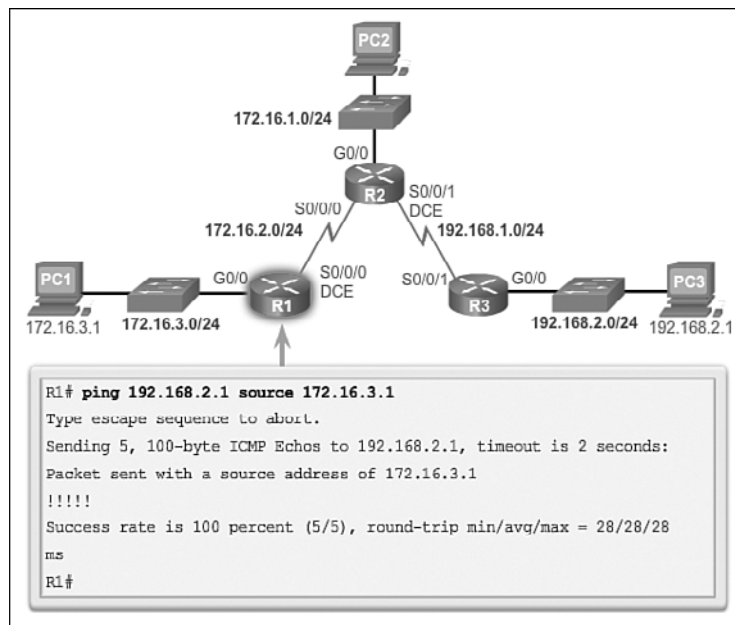 PC2
172.16.1.0/24
G0/0
R2
S0/0/1
DCE
S0/0/0
172.16.2.0/24
192.168.1.0/24
PC1
G0/0
S0/0/0
DCE
R1
S0/0/1
G0/0
R3
PC3
172.16.3.1
172.16.3.0/24
192.168.2.0/24
192.168.2.1
R1# ping 192.168.2.1 source 172.16.3.1
Type escape sequence to abort.
Sending 5, 100-byte ICMP Echos to 192.168.2.1, timeout is 2 seconds:
Packet sent with a source address of 172.16.3.1
!!!!!
Success rate is 100 percent (5/5), round-trip min/avg/max = 28/28/28
ms
R1#